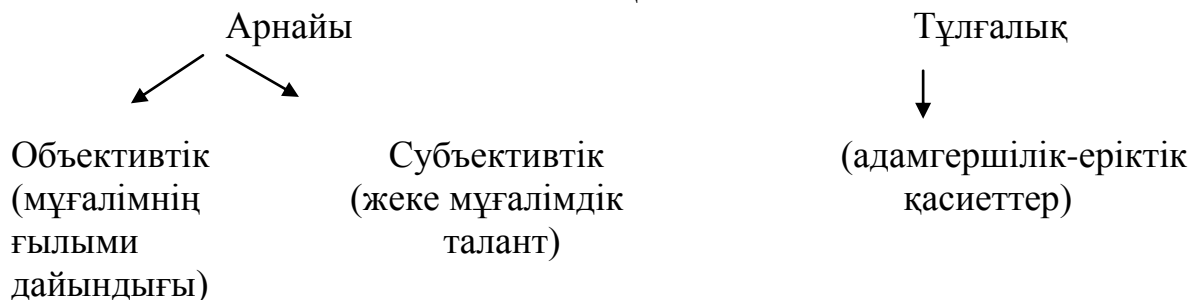 Арнайы Тұлғалық
Объективтік Субъективтік (адамгершілік-еріктік
(мұғалімнің (жеке мұғалімдік қасиеттер)
ғылыми талант)
дайындығы)